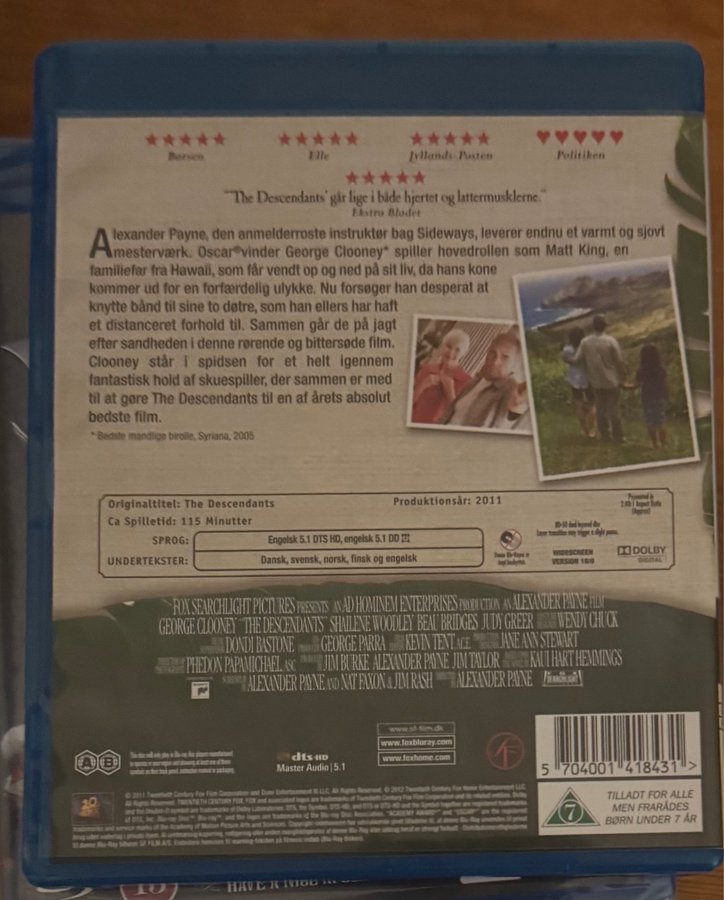 ★★★★★ ★★★★★ ★★★★★ ♥♥♥♥♥
Børsen Elle Jyllands-Posten Politiken
★★★★★
"'The Descendants' går lige i både hjertet og lattermusklerne."
Ekstra Bladet
Alexander Payne, den anmelderroste instruktør bag Sideways, leverer endnu et varmt og sjovt
mesterværk. Oscar®vinder George Clooney* spiller hovedrollen som Matt King, en
familiefar fra Hawaii, som får vendt op og ned på sit liv, da hans kone
kommer ud for en forfærdelig ulykke. Nu forsøger han desperat at
knytte bånd til sine to døtre, som han ellers har haft
et distanceret forhold til. Sammen går de på jagt
efter sandheden i denne rørende og bittersøde film.
Clooney står i spidsen for et helt igennem
fantastisk hold af skuespiller, der sammen er med
til at gøre The Descendants til en af årets absolut
bedste film.
* Bedste mandlige birolle, Syriana, 2005
Originaltitel: The Descendants Produktionsår: 2011
Ca Spilletid: 115 Minutter
SPROG: Engelsk 5.1 DTS HD, engelsk 5.1 DD
UNDERTEKSTER: Dansk, svensk, norsk, finsk og engelsk
WIDESCREEN
VERSION 16:9
DOLBY
DIGITAL
FOX SEARCHLIGHT PICTURES PRESENTS AN AD HOMINEM ENTERPRISES PRODUCTION AN ALEXANDER PAYNE FILM
GEORGE CLOONEY "THE DESCENDANTS" SHAILENE WOODLEY BEAU BRIDGES JUDY GREER WENDY CHUCK
DONDI BASTONE GEORGE PARRA KEVIN TENT, A.C.E. JANE ANN STEWART
PHEDON PAPAMICHAEL, ASC JIM BURKE ALEXANDER PAYNE JIM TAYLOR KAUI HART HEMMINGS
ALEXANDER PAYNE AND NAT FAXON & JIM RASH ALEXANDER PAYNE
A B
dts-HD
Master Audio | 5.1
www.sf-film.dk
www.foxbluray.com
www.foxhome.com
SF
5 704001 418431 >
7
TILLADT FOR ALLE
MEN FRARÅDES
BØRN UNDER 7 ÅR
20
15
HAVE A NICE